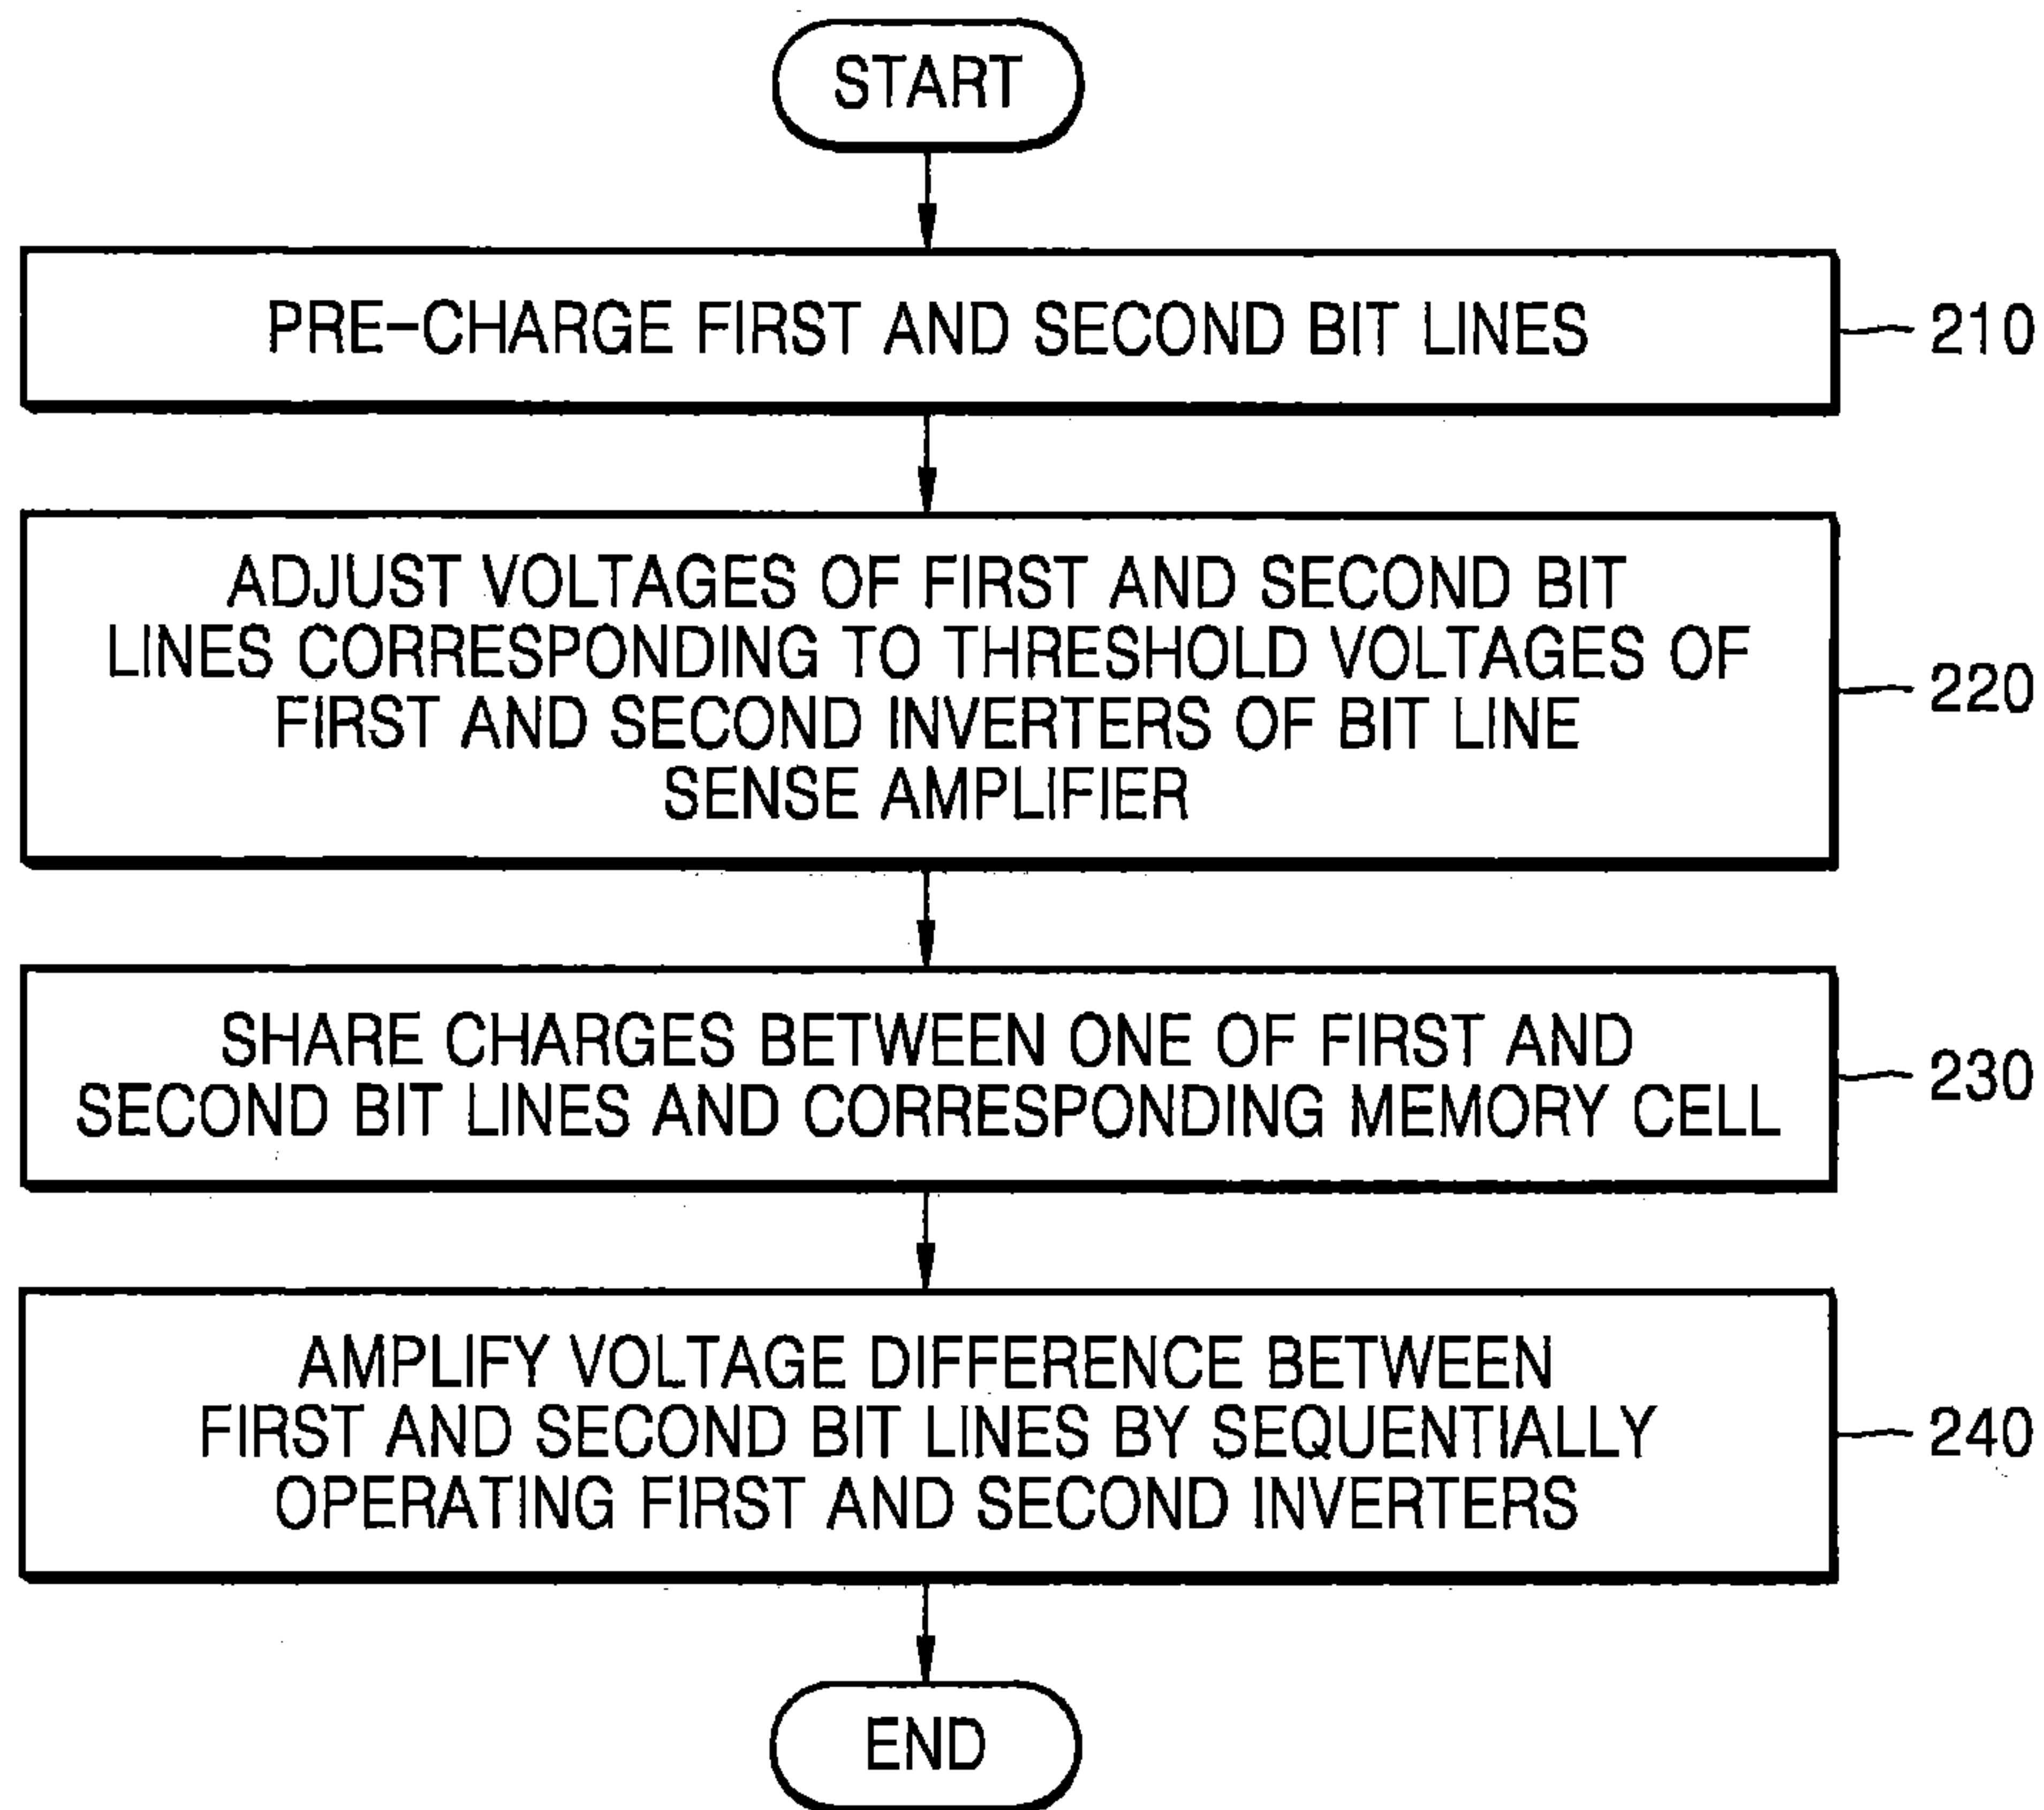 START
PRE-CHARGE FIRST AND SECOND BIT LINES
210
ADJUST VOLTAGES OF FIRST AND SECOND BIT
LINES CORRESPONDING TO THRESHOLD VOLTAGES OF
FIRST AND SECOND INVERTERS OF BIT LINE
SENSE AMPLIFIER
220
SHARE CHARGES BETWEEN ONE OF FIRST AND
SECOND BIT LINES AND CORRESPONDING MEMORY CELL
230
AMPLIFY VOLTAGE DIFFERENCE BETWEEN
FIRST AND SECOND BIT LINES BY SEQUENTIALLY
OPERATING FIRST AND SECOND INVERTERS
240
END